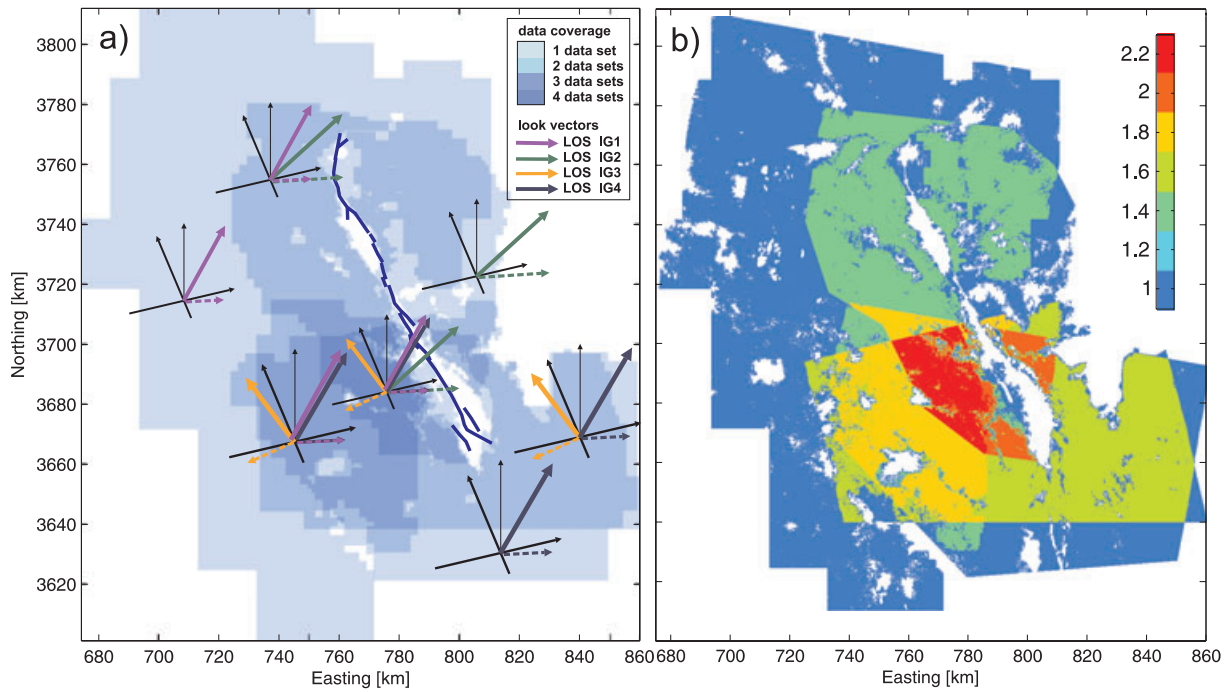 a)
data coverage
1 data set
2 data sets
3 data sets
4 data sets
look vectors
LOS IG1
LOS IG2
LOS IG3
LOS IG4
Northing [km]
3800
3780
3760
3740
3720
3700
3680
3660
3640
3620
680 700 720 740 760 780 800 820 840 860
Easting [km]
b)
2.2
2
1.8
1.6
1.4
1.2
1
680 700 720 740 760 780 800 820 840 860
Easting [km]